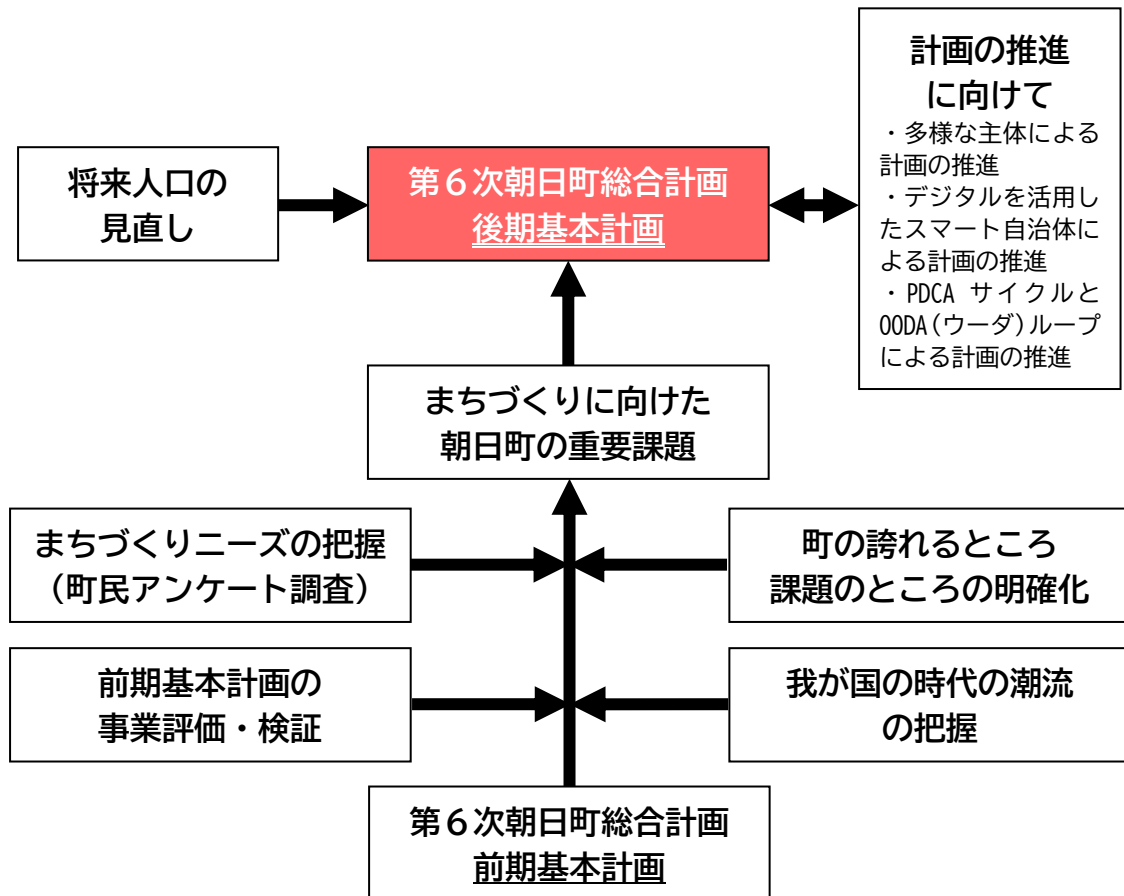 計画の推進
に向けて
・多様な主体による
計画の推進
・デジタルを活用し
たスマート自治体に
よる計画の推進
・PDCA サイクルと
OODA(ウーダ)ループ
による計画の推進
将来人口の
見直し
第６次朝日町総合計画
後期基本計画
まちづくりに向けた
朝日町の重要課題
まちづくりニーズの把握
（町民アンケート調査）
町の誇れるところ
課題のところの明確化
前期基本計画の
事業評価・検証
我が国の時代の潮流
の把握
第６次朝日町総合計画
前期基本計画